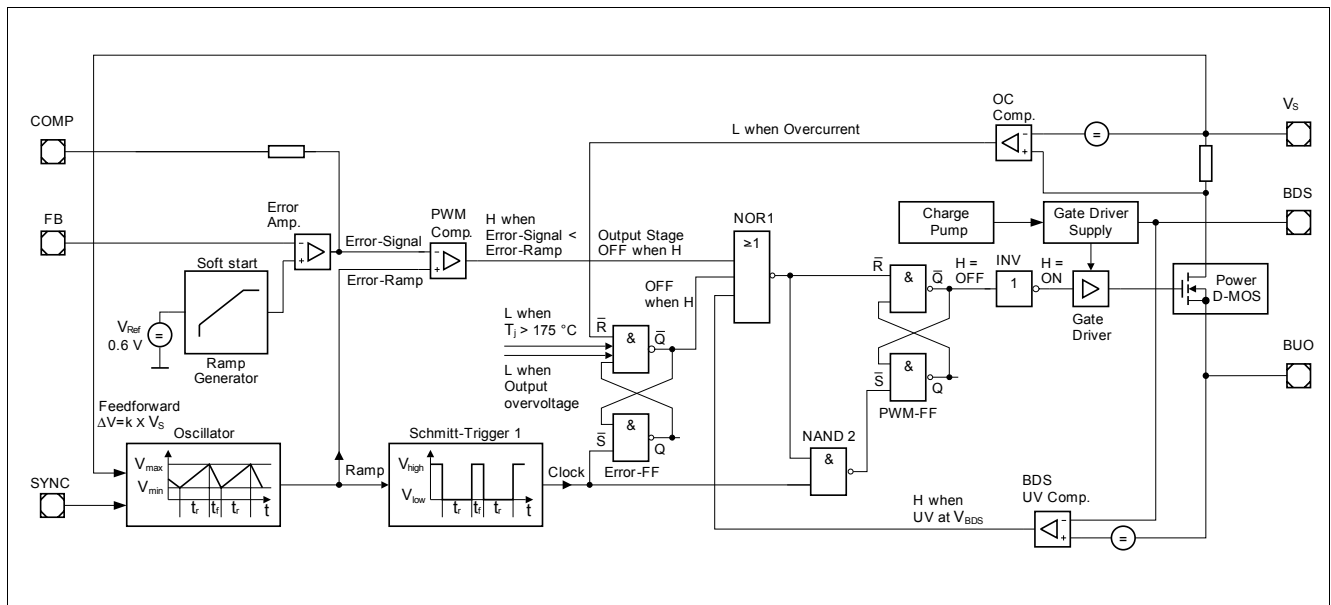 COMP
OC
Comp.
V_S
L when Overcurrent
=
FB
Error
Amp.
PWM
Comp.
H when
Error-Signal <
Error-Ramp
Output Stage
OFF when H
NOR1
≥1
Charge
Pump
Gate Driver
Supply
BDS
Error-Signal
Error-Ramp
Soft start
V_Ref
0.6 V
=
Ramp
Generator
OFF
when H
R̅
&
Q̅
H =
OFF
INV
1
H =
ON
Gate
Driver
Power
D-MOS
L when
T_j > 175 °C
L when
Output
overvoltage
R̅
&
Q̅
S̅
&
Q
PWM-FF
BUO
Feedforward
ΔV=k x V_S
Oscillator
V_max
V_min
t_r
t_f
t_r
t
SYNC
Ramp
Schmitt-Trigger 1
V_high
V_low
t_r
t_f
t_r
t
Clock
S̅
&
Q
Error-FF
NAND 2
&
H when
UV at V_BDS
BDS
UV Comp.
=
- +
- +
- +
- +